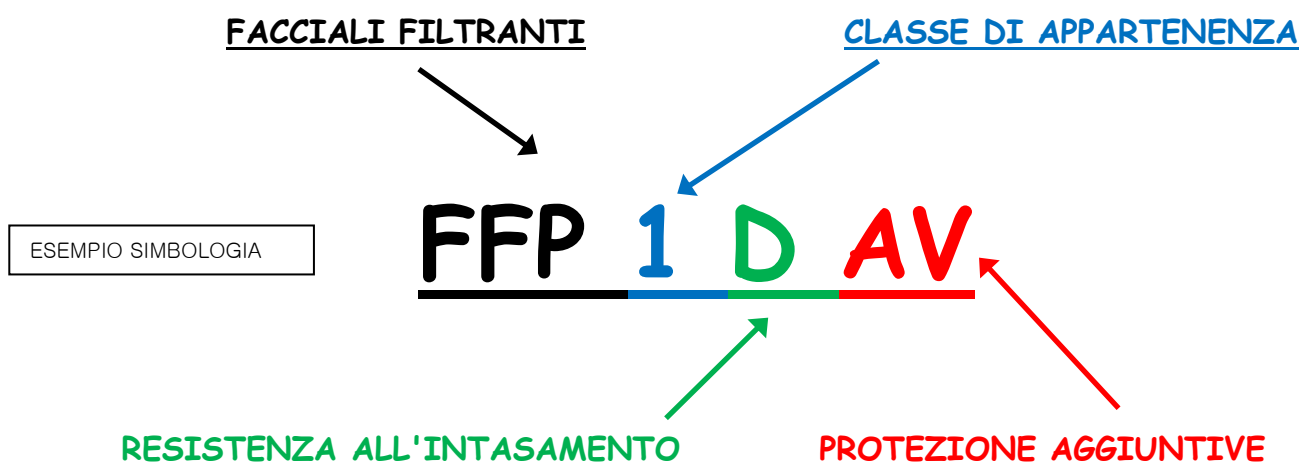 FACCIALI FILTRANTI
CLASSE DI APPARTENENZA
ESEMPIO SIMBOLOGIA
FFP 1 D AV
RESISTENZA ALL'INTASAMENTO
PROTEZIONE AGGIUNTIVE